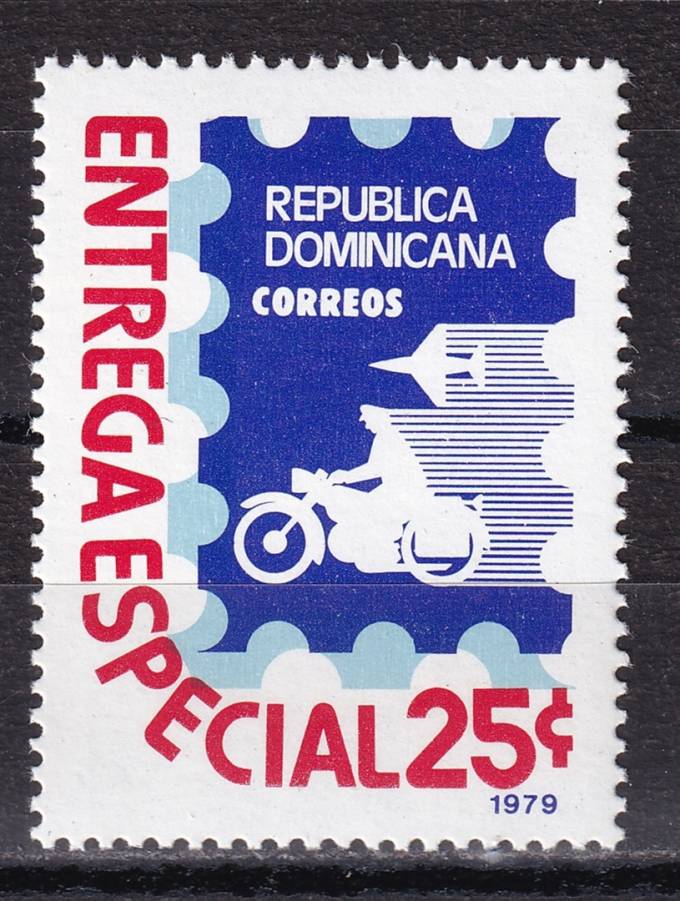 REPUBLICA
DOMINICANA
CORREOS
ENTREGA ESPECIAL 25¢
1979